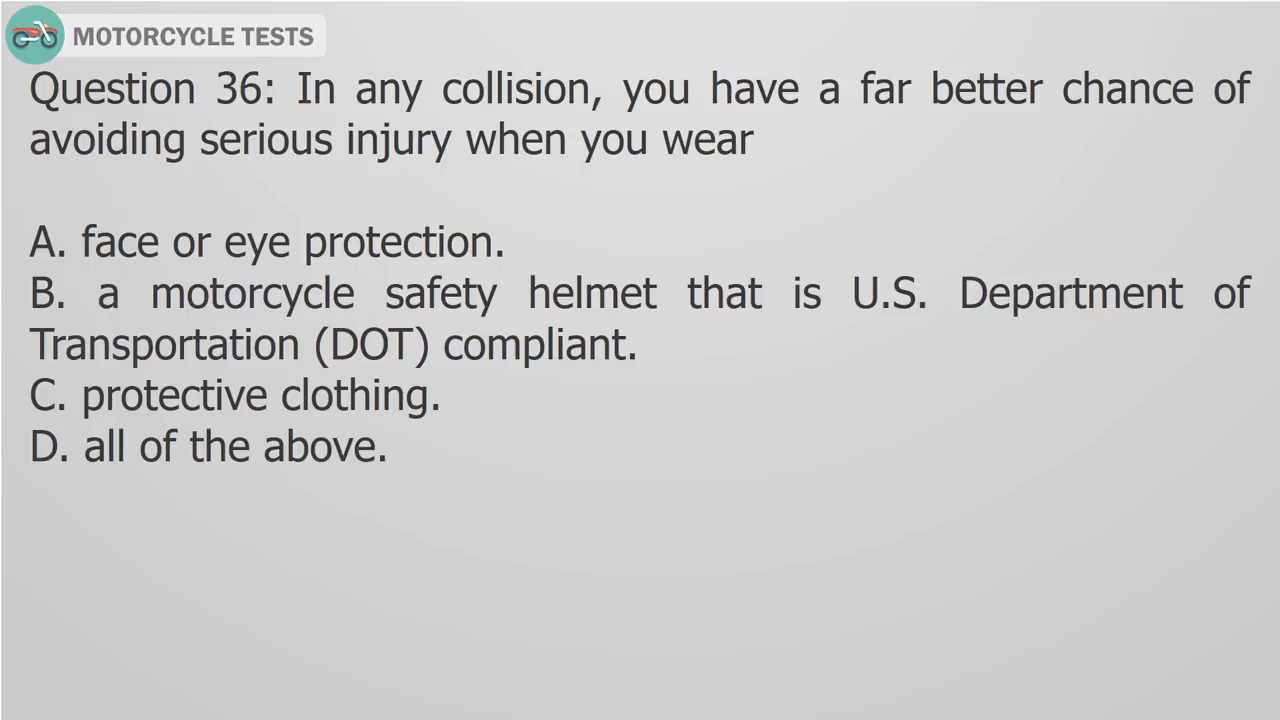 MOTORCYCLE TESTS
Question 36: In any collision, you have a far better chance of
avoiding serious injury when you wear
A. face or eye protection.
B. a motorcycle safety helmet that is U.S. Department of
Transportation (DOT) compliant.
C. protective clothing.
D. all of the above.